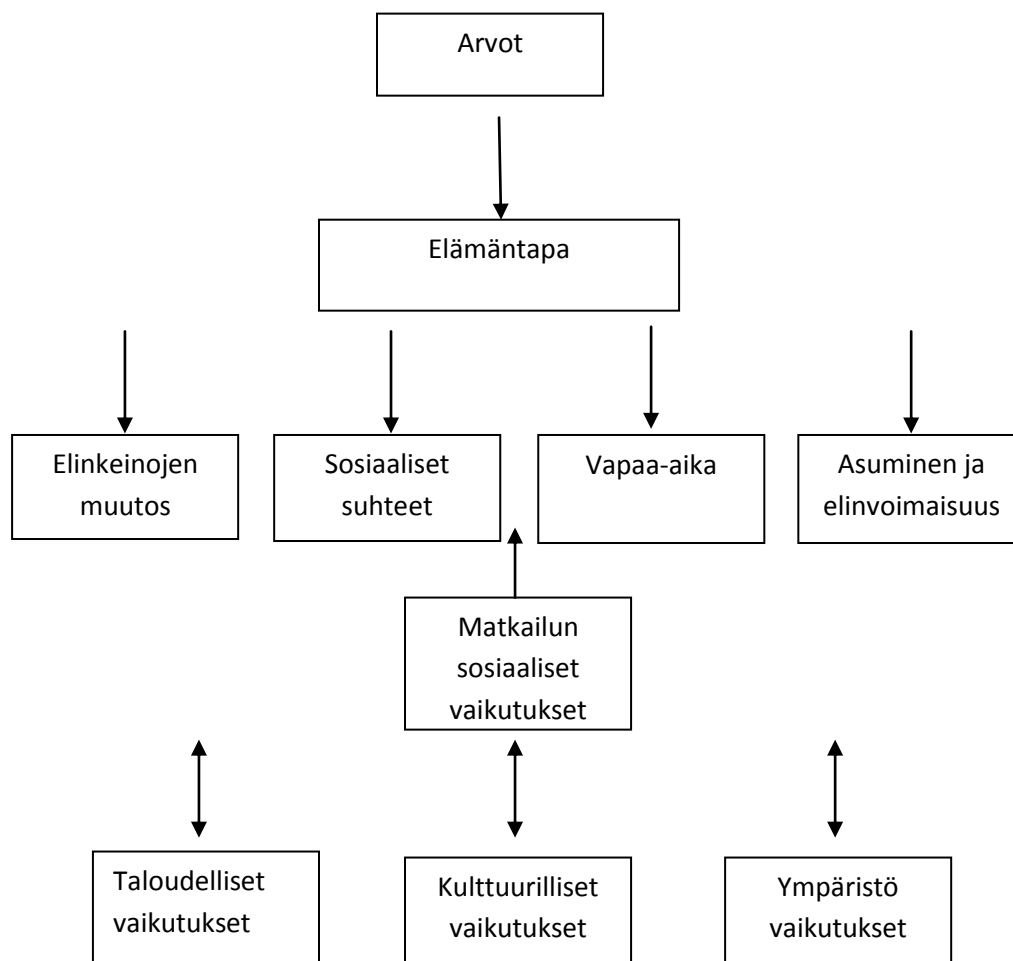 Arvot
Elämäntapa
Elinkeinojen
muutos
Sosiaaliset
suhteet
Vapaa-aika
Asuminen ja
elinvoimaisuus
Matkailun
sosiaaliset
vaikutukset
Taloudelliset
vaikutukset
Kulttuurilliset
vaikutukset
Ympäristö
vaikutukset